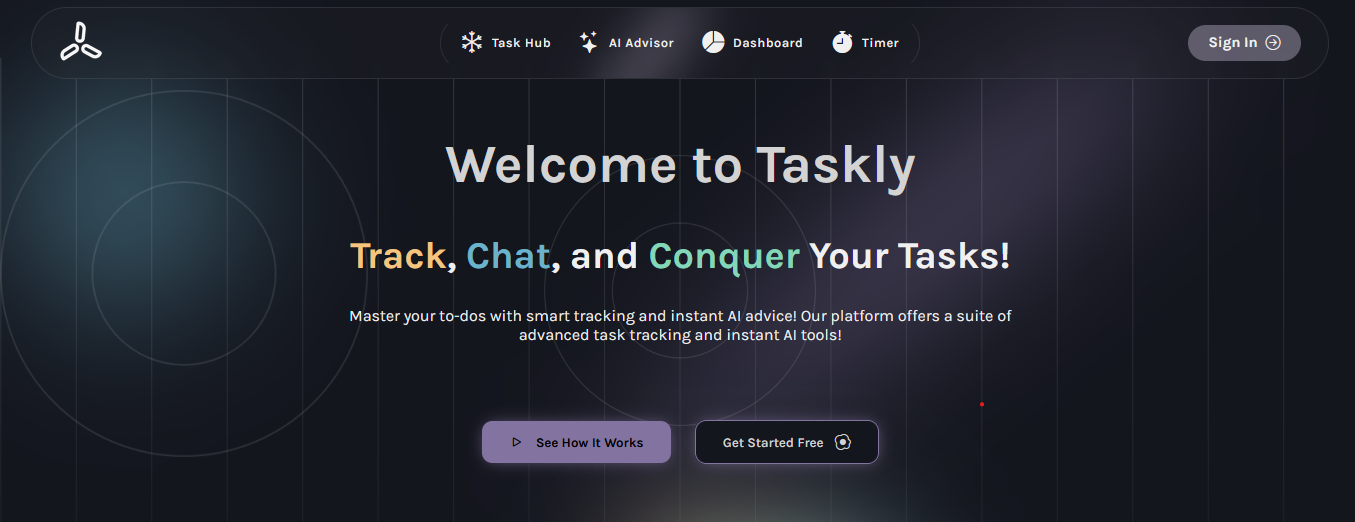 Task Hub AI Advisor Dashboard Timer Sign In
Welcome to Taskly
Track, Chat, and Conquer Your Tasks!
Master your to-dos with smart tracking and instant AI advice! Our platform offers a suite of
advanced task tracking and instant AI tools!
See How It Works Get Started Free